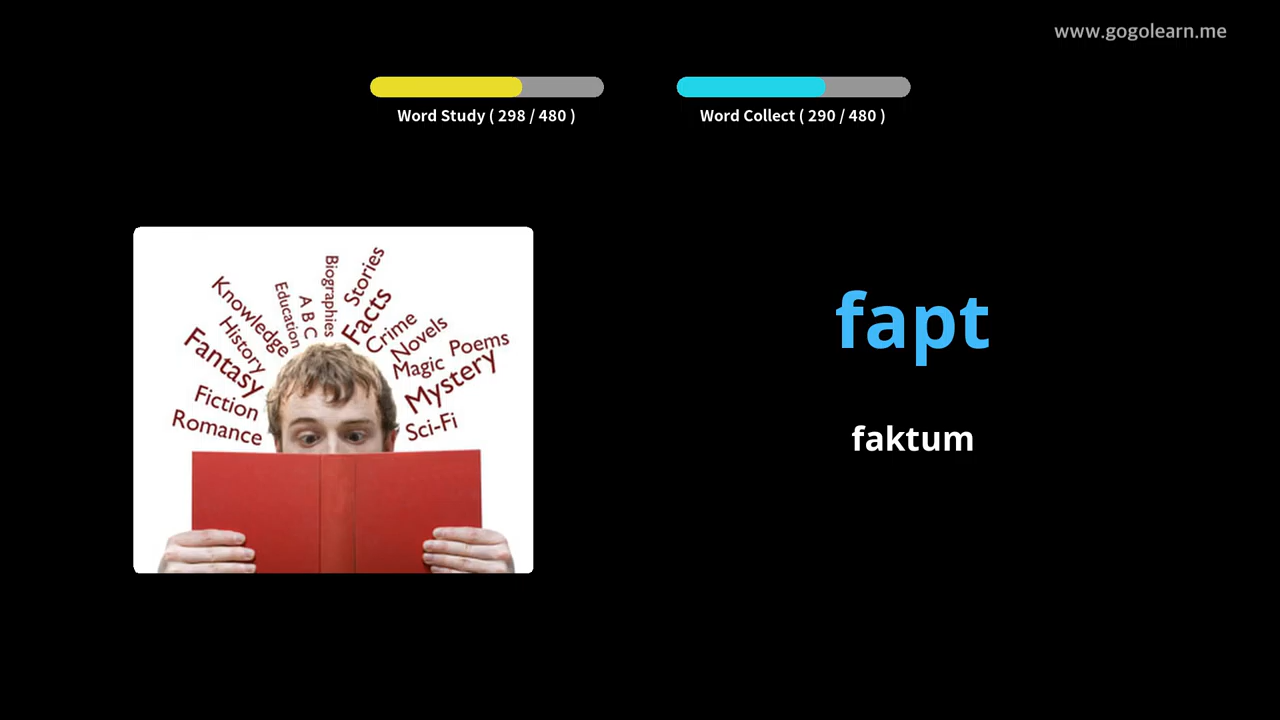 www.gogolearn.me
Word Study ( 298 / 480 )
Word Collect ( 290 / 480 )
Knowledge
Education
A B C
Biographies
Stories
Facts
History
Crime
Novels
Fantasy
Magic
Poems
Mystery
Fiction
Romance
Sci-Fi
fapt
faktum